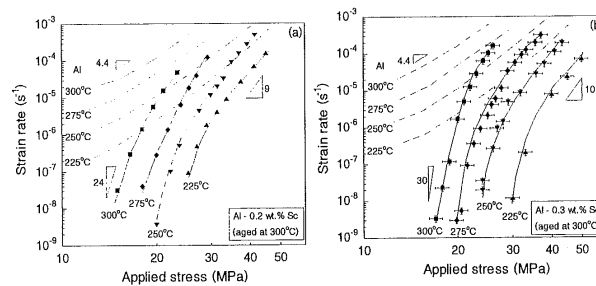 (a)
10⁻³
10⁻⁴
10⁻⁵
10⁻⁶
10⁻⁷
10⁻⁸
10⁻⁹
Strain rate (s⁻¹)
Al
4.4
300°C
275°C
250°C
225°C
9
24
300°C
275°C
250°C
225°C
Al - 0.2 wt.% Sc
(aged at 300°C)
10
20
30
40
50
Applied stress (MPa)
(b
10⁻³
10⁻⁴
10⁻⁵
10⁻⁶
10⁻⁷
10⁻⁸
10⁻⁹
Strain rate (s⁻¹)
4.4
Al
300°C
275°C
250°C
225°C
10
30
300°C
275°C
250°C
225°C
Al - 0.3 wt.% S
(aged at 300°C
10
20
30
40
50
Applied stress (MPa)